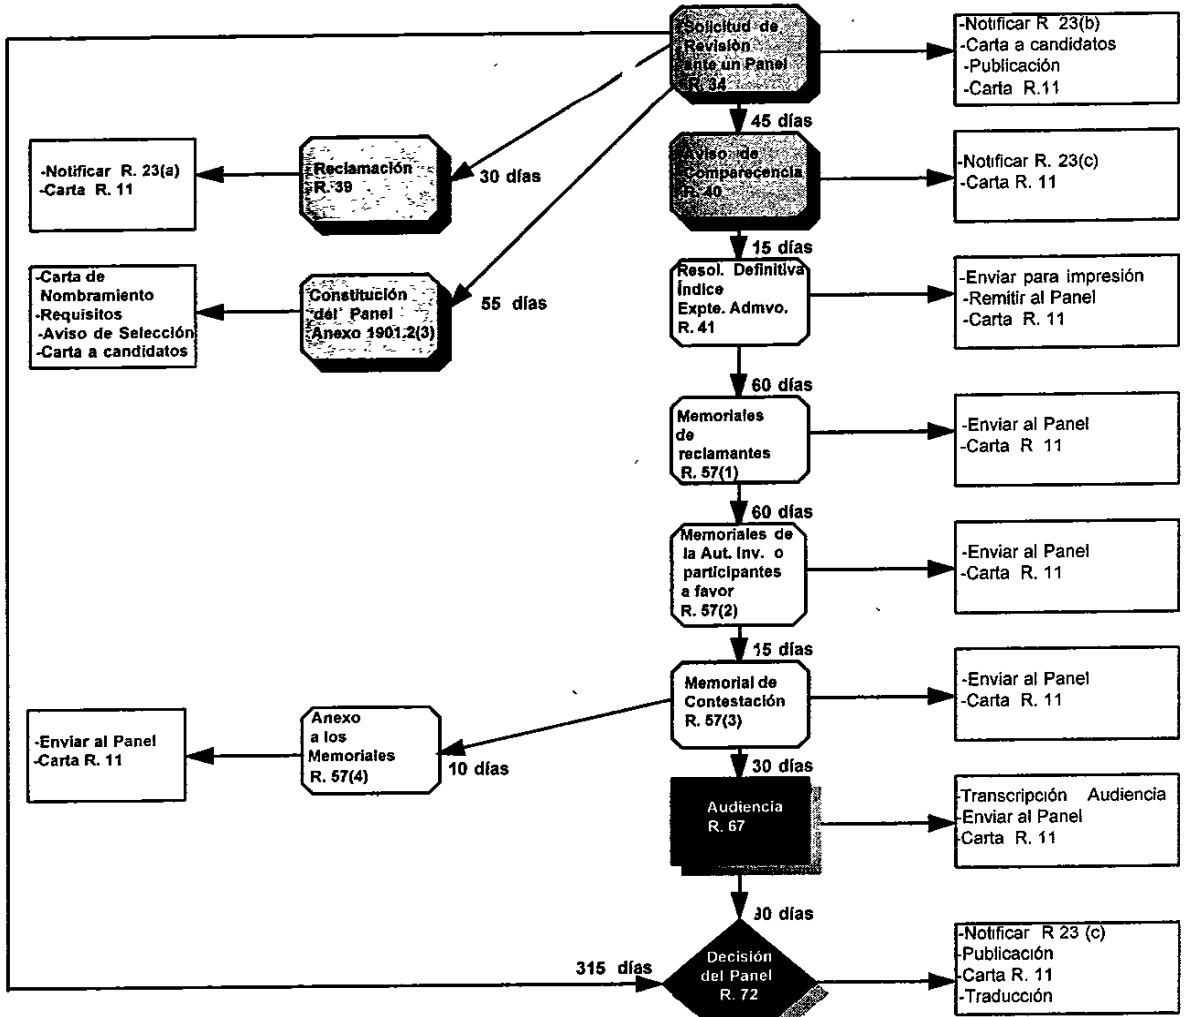 Solicitud de
Revisión
ante un Panel
R. 34
-Notificar R 23(b)
-Carta a candidatos
-Publicación
-Carta R.11
45 días
-Notificar R. 23(a)
-Carta R. 11
Reclamación
R. 39
30 días
Aviso de
Comparecencia
R. 40
-Notificar R. 23(c)
-Carta R. 11
15 días
-Carta de
Nombramiento
-Requisitos
-Aviso de Selección
-Carta a candidatos
Constitución
del Panel
Anexo 1901.2(3)
55 días
Resol. Definitiva
Índice
Expte. Admvo.
R. 41
-Enviar para impresión
-Remitir al Panel
-Carta R. 11
60 días
Memoriales
de
reclamantes
R. 57(1)
-Enviar al Panel
-Carta R 11
60 días
Memoriales de
la Aut. Inv. o
participantes
a favor
R. 57(2)
-Enviar al Panel
-Carta R. 11
15 días
Memorial de
Contestación
R. 57(3)
-Enviar al Panel
-Carta R. 11
-Enviar al Panel
-Carta R. 11
Anexo
a los
Memoriales
R. 57(4)
10 días
30 días
Audiencia
R. 67
-Transcripción Audiencia
-Enviar al Panel
-Carta R. 11
90 días
315 días
Decisión
del Panel
R. 72
-Notificar R 23 (c)
-Publicación
-Carta R. 11
-Traducción